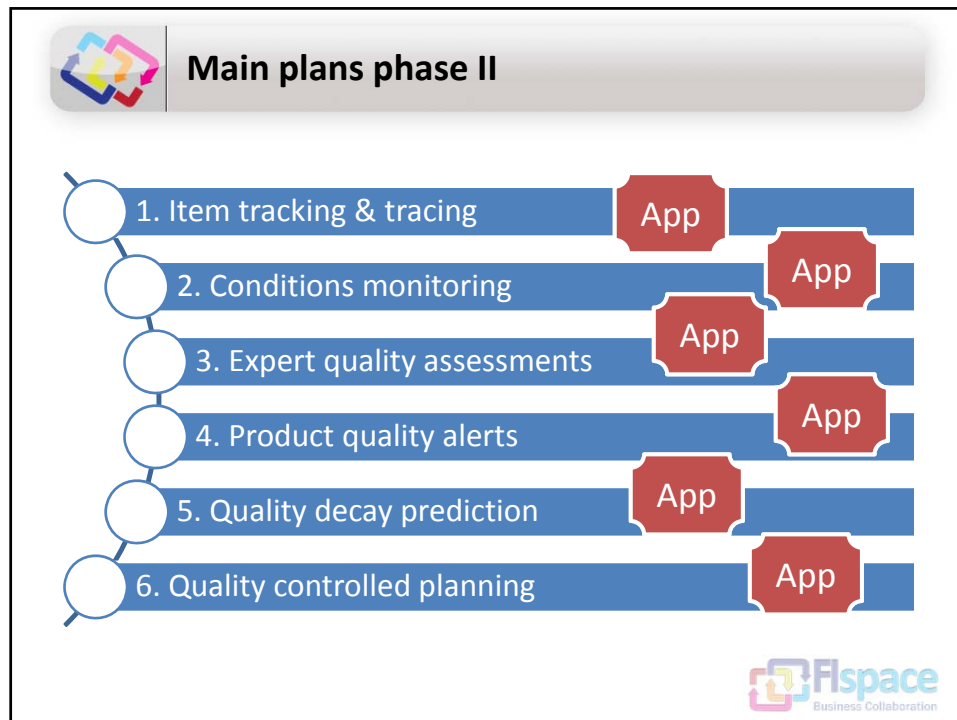 Main plans phase II
1. Item tracking & tracing
App
2. Conditions monitoring
App
3. Expert quality assessments
App
4. Product quality alerts
App
5. Quality decay prediction
App
6. Quality controlled planning
App
FIspace
Business Collaboration